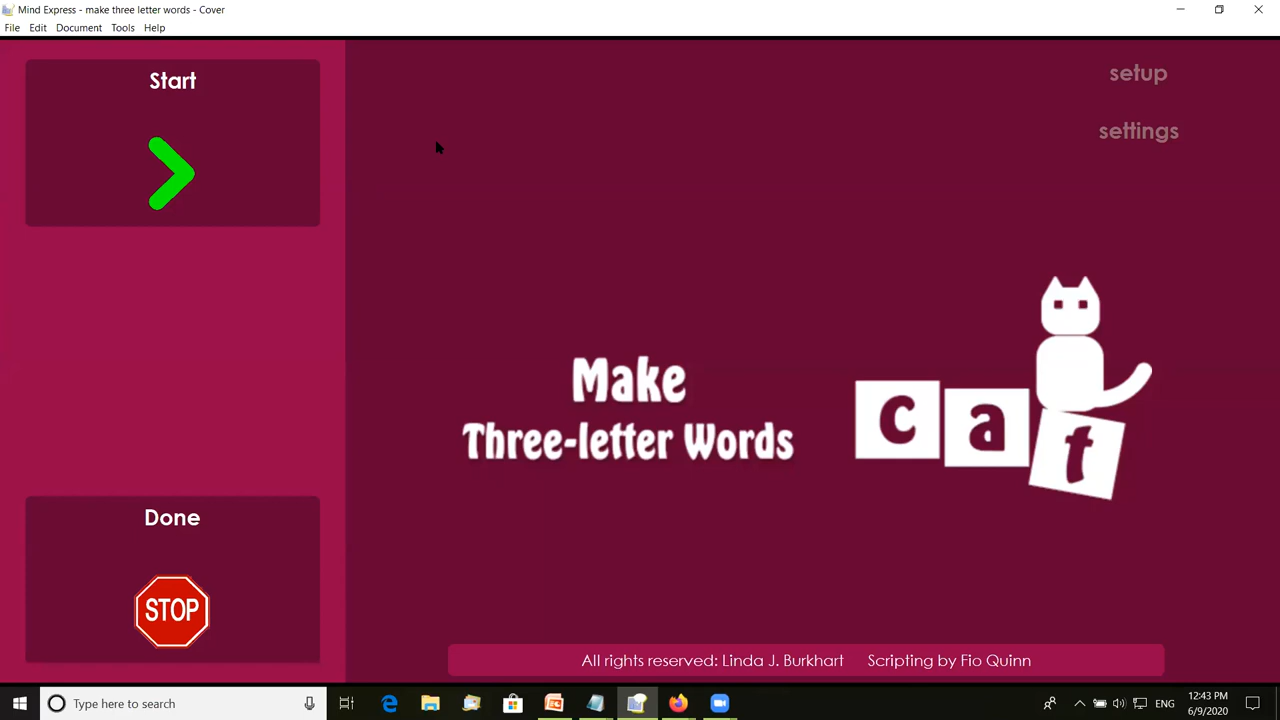 Mind Express - make three letter words - Cover
File Edit Document Tools Help
Start
setup
settings
Make
Three-letter Words
c a t
Done
STOP
All rights reserved: Linda J. Burkhart Scripting by Fio Quinn
Type here to search
ENG
12:43 PM
6/9/2020